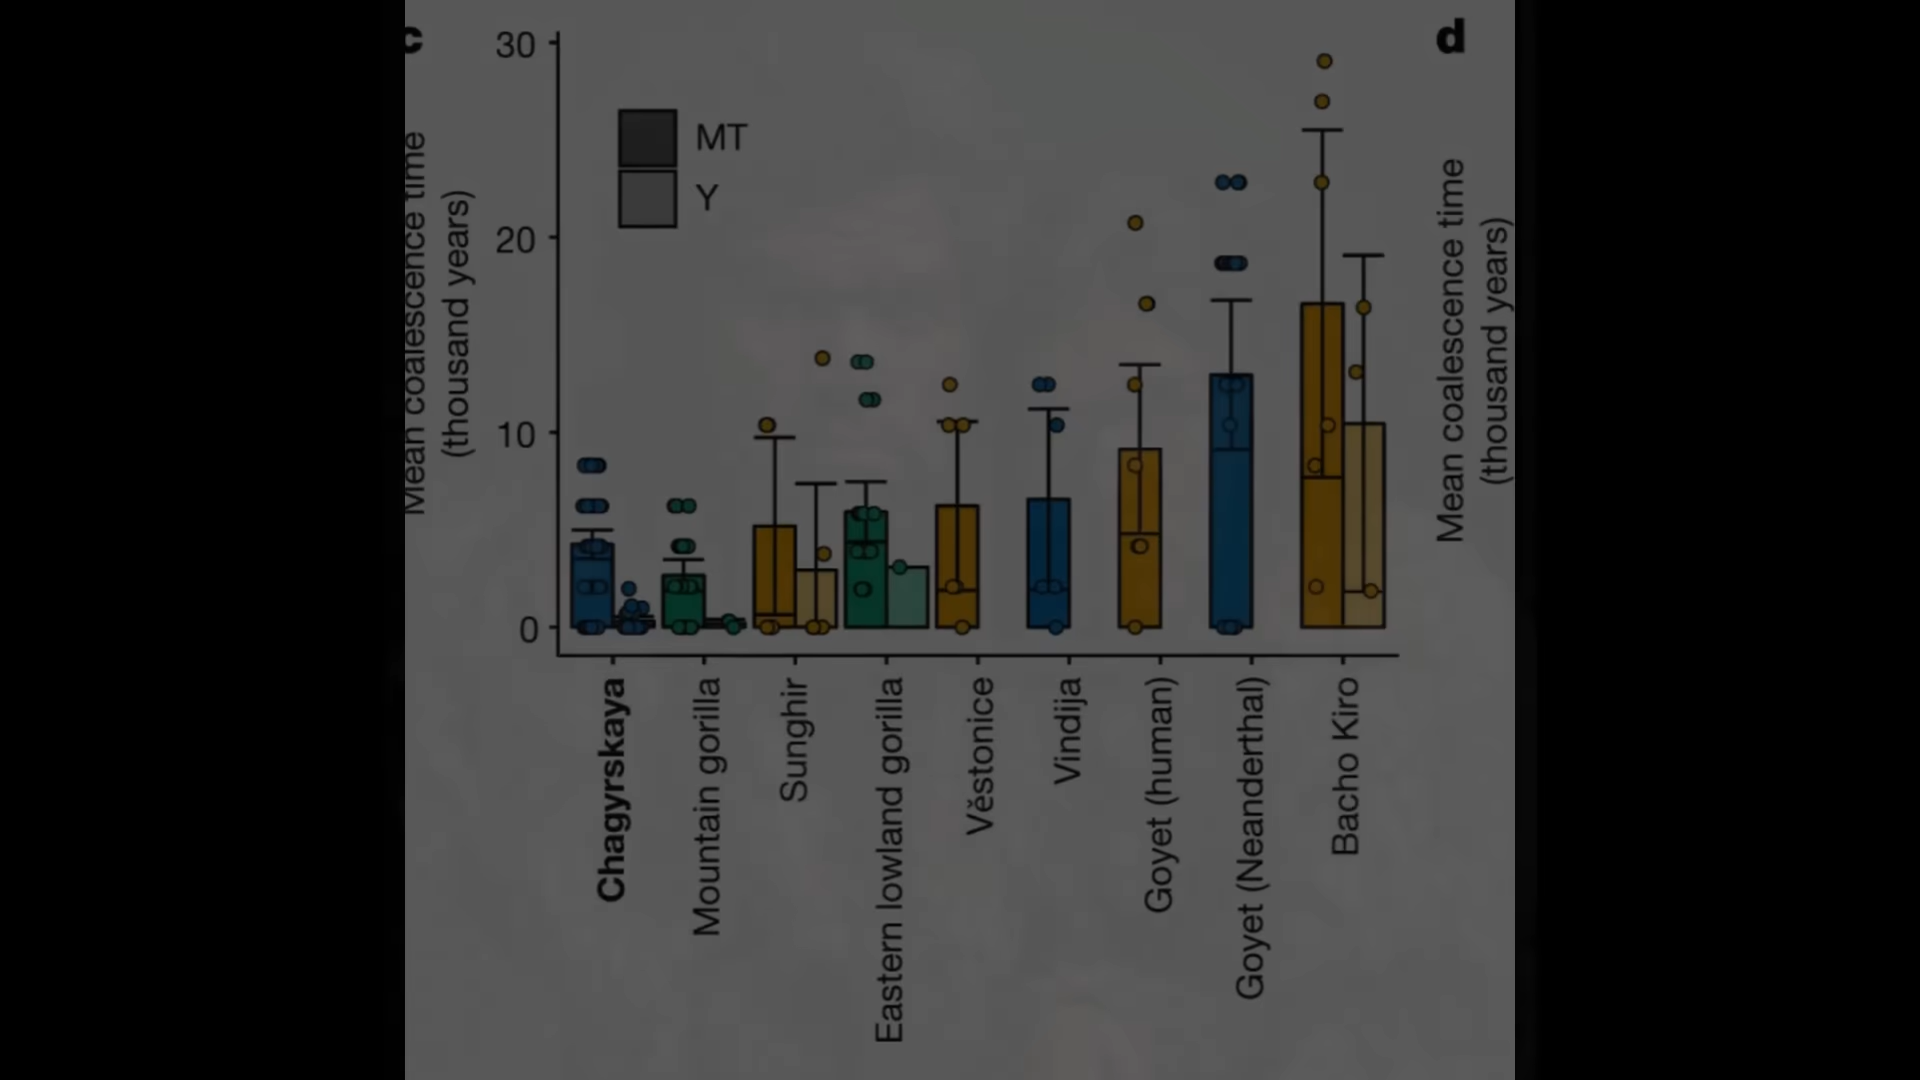 c
30
20
10
0
Mean coalescence time
(thousand years)
MT
Y
Chagyrskaya
Mountain gorilla
Sunghir
Eastern lowland gorilla
Věstonice
Vindija
Goyet (human)
Goyet (Neanderthal)
Bacho Kiro
d
Mean coalescence time
(thousand years)